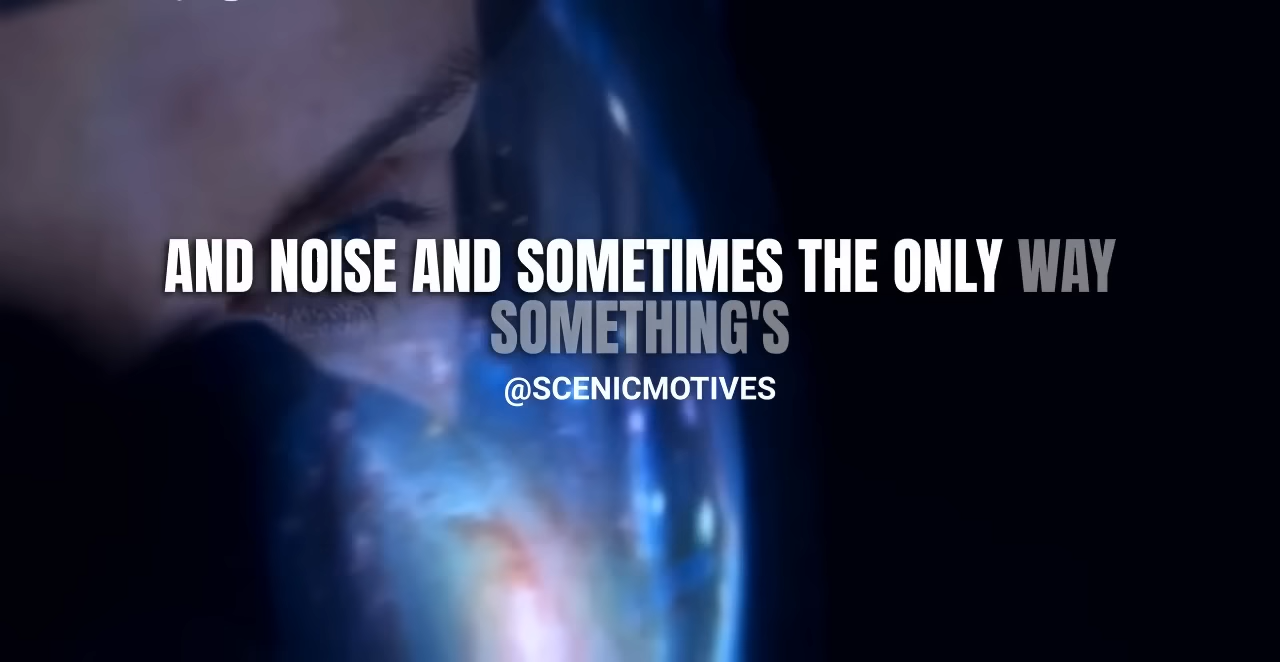 AND NOISE AND SOMETIMES THE ONLY WAY
SOMETHING'S
@SCENICMOTIVES